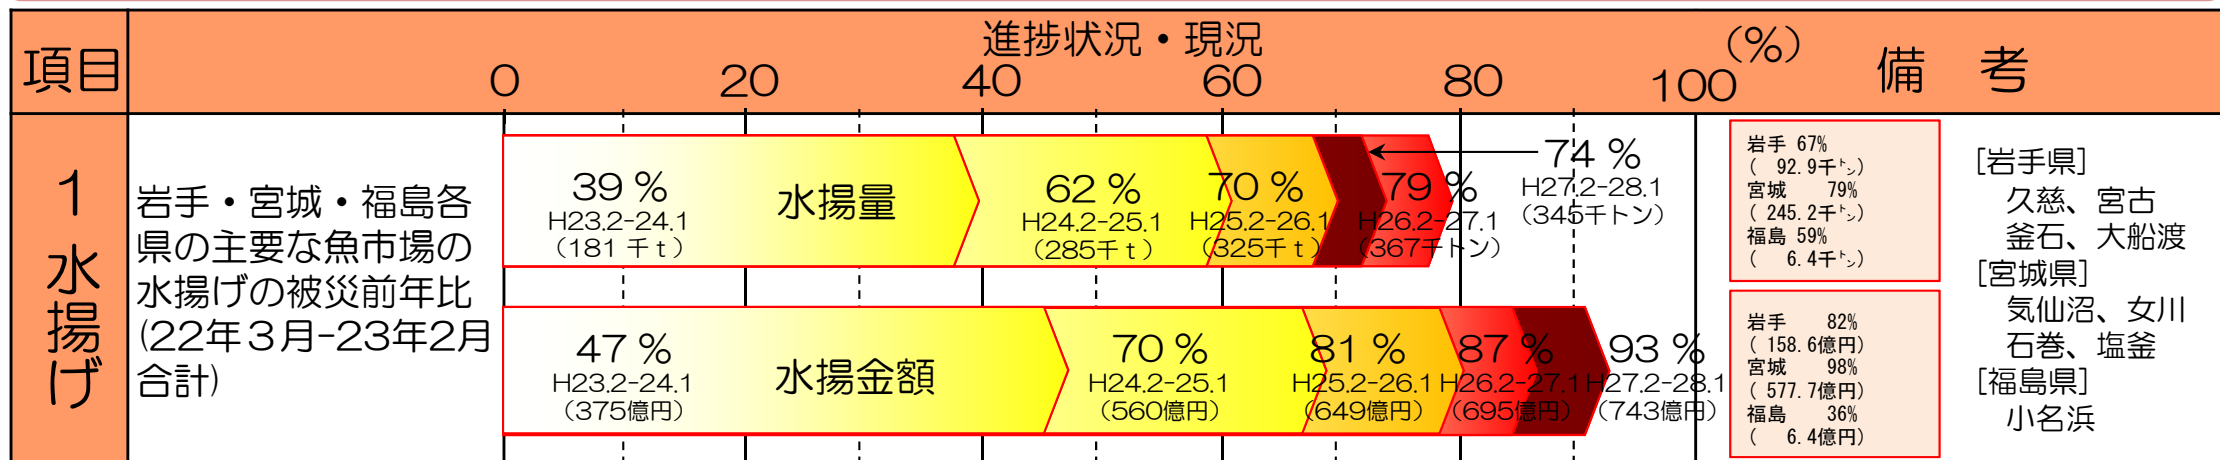 項目
進捗状況・現況
(%)
0 20 40 60 80 100
備 考
1 水揚げ
岩手・宮城・福島各
県の主要な魚市場の
水揚げの被災前年比
(22年3月-23年2月
合計)
39 %
H23.2-24.1
(181 千t)
水揚量
62 %
H24.2-25.1
(285千t)
70 %
H25.2-26.1
(325千t)
79 %
H26.2-27.1
(367千トン)
74 %
H27.2-28.1
(345千トン)
47 %
H23.2-24.1
(375億円)
水揚金額
70 %
H24.2-25.1
(560億円)
81 %
H25.2-26.1
(649億円)
87 %
H26.2-27.1
(695億円)
93 %
H27.2-28.1
(743億円)
岩手 67%
( 92.9千㌧)
宮城 79%
( 245.2千㌧)
福島 59%
( 6.4千㌧)
岩手 82%
( 158.6億円)
宮城 98%
( 577.7億円)
福島 36%
( 6.4億円)
[岩手県]
久慈、宮古
釜石、大船渡
[宮城県]
気仙沼、女川
石巻、塩釜
[福島県]
小名浜